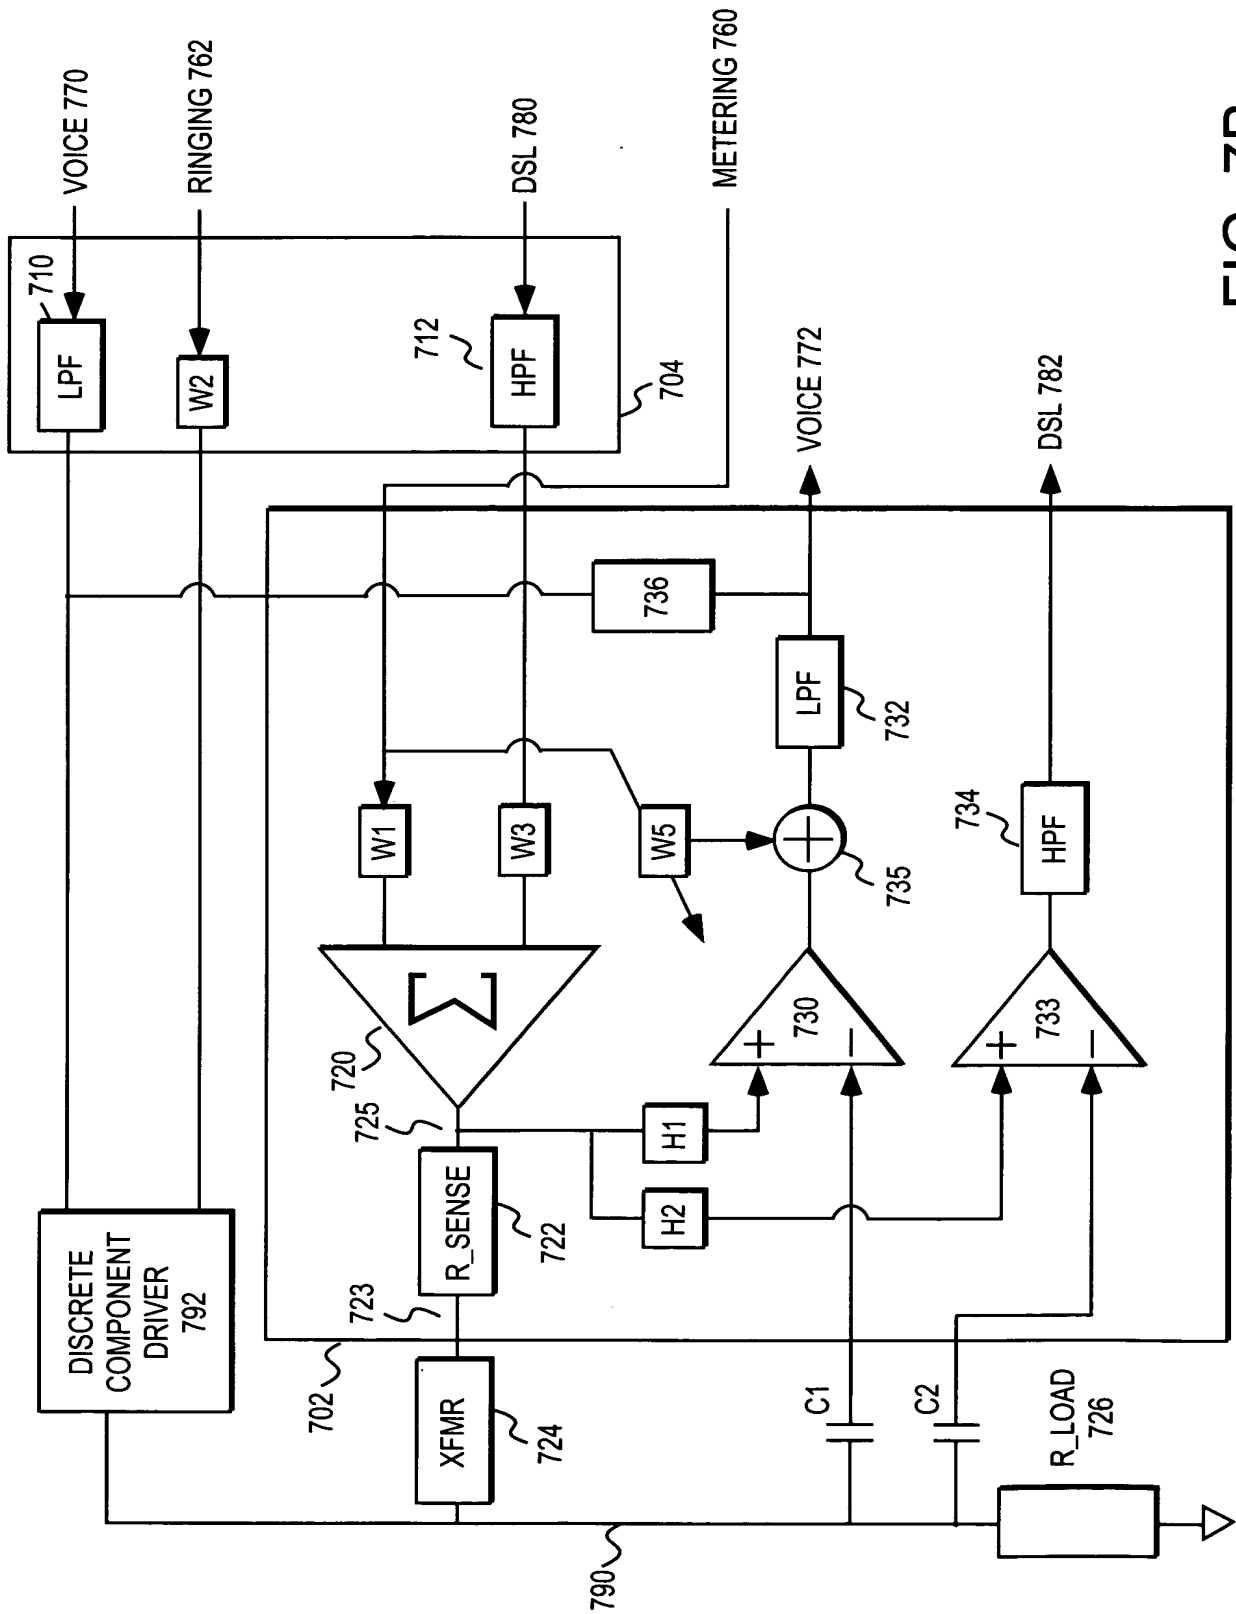 VOICE 770
RINGING 762
DSL 780
METERING 760
710
LPF
W2
712
HPF
704
VOICE 772
DSL 782
736
LPF
732
W1
W3
W5
735
734
HPF
Σ
720
730
+
−
733
+
−
725
H1
H2
R_SENSE
722
723
DISCRETE
COMPONENT
DRIVER
792
702
XFMR
724
C1
C2
R_LOAD
726
790